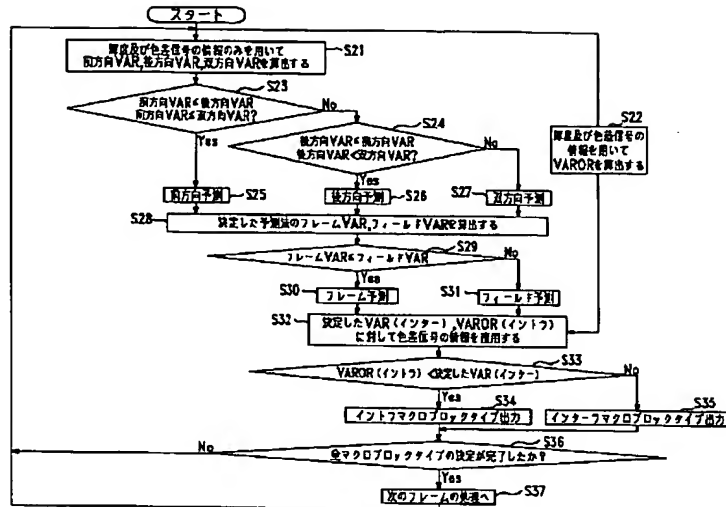 スタート
S21
輝度及び色差信号の情報のみを用いて
前方向VAR,後方向VAR,双方向VARを算出する
S23
前方向VAR≤後方向VAR
前方向VAR≤双方向VAR?
No
Yes
S24
後方向VAR≤前方向VAR
後方向VAR<双方向VAR?
No
Yes
S22
輝度及び色差信号の
情報を用いて
VARORを算出する
前方向予測
S25
後方向予測
S26
S27
双方向予測
S28
決定した予測法のフレームVAR,フィールドVARを算出する
S29
フレームVAR≤フィールドVAR
No
Yes
S30
フレーム予測
S31
フィールド予測
S32
決定したVAR(インター),VAROR(イントラ)
に対して色差信号の情報を適用する
S33
VAROR(イントラ)<決定したVAR(インター)
No
Yes
S34
イントラマクロブロックタイプ出力
S35
インターマクロブロックタイプ出力
S36
全マクロブロックタイプの決定が完了したか?
No
Yes
次のフレームの処理へ
S37